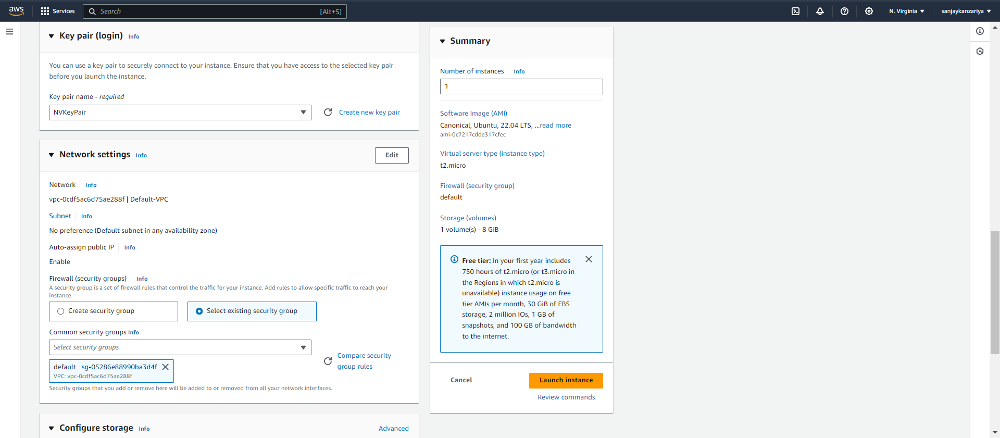 aws
Services
Search
[Alt+S]
N. Virginia
sanjaykanzariya
Key pair (login) Info
You can use a key pair to securely connect to your instance. Ensure that you have access to the selected key pair
before you launch the instance.
Key pair name - required
NVKeyPair
Create new key pair
Network settings Info
Edit
Network Info
vpc-0cdf5ac6d75ae288f | Default-VPC
Subnet Info
No preference (Default subnet in any availability zone)
Auto-assign public IP Info
Enable
Firewall (security groups) Info
A security group is a set of firewall rules that control the traffic for your instance. Add rules to allow specific traffic to reach your
instance.
Create security group
Select existing security group
Common security groups Info
Select security groups
default sg-05286e88990ba3d4f
VPC: vpc-0cdf5ac6d75ae288f
Compare security
group rules
Security groups that you add or remove here will be added to or removed from all your network interfaces.
Configure storage Info
Advanced
Summary
Number of instances Info
1
Software Image (AMI)
Canonical, Ubuntu, 22.04 LTS, ...read more
ami-0c7217cdde317cfec
Virtual server type (instance type)
t2.micro
Firewall (security group)
default
Storage (volumes)
1 volume(s) - 8 GiB
Free tier: In your first year includes
750 hours of t2.micro (or t3.micro in
the Regions in which t2.micro is
unavailable) instance usage on free
tier AMIs per month, 30 GiB of EBS
storage, 2 million IOs, 1 GB of
snapshots, and 100 GB of bandwidth
to the internet.
Cancel
Launch instance
Review commands